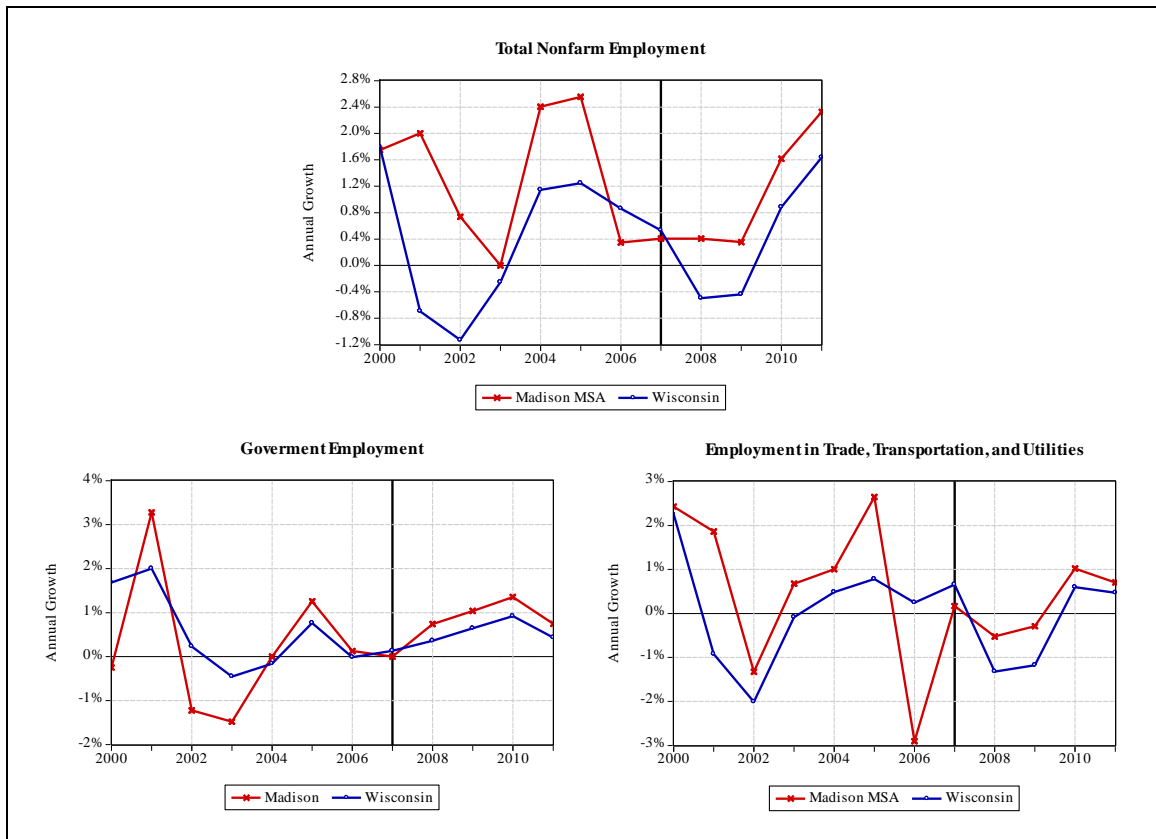 Total Nonfarm Employment
2.8%
2.4%
2.0%
1.6%
1.2%
0.8%
0.4%
0.0%
-0.4%
-0.8%
-1.2%
Annual Growth
2000 2002 2004 2006 2008 2010
Madison MSA Wisconsin
Goverment Employment
4%
3%
2%
1%
0%
-1%
-2%
Annual Growth
2000 2002 2004 2006 2008 2010
Madison Wisconsin
Employment in Trade, Transportation, and Utilities
3%
2%
1%
0%
-1%
-2%
-3%
Annual Growth
2000 2002 2004 2006 2008 2010
Madison MSA Wisconsin